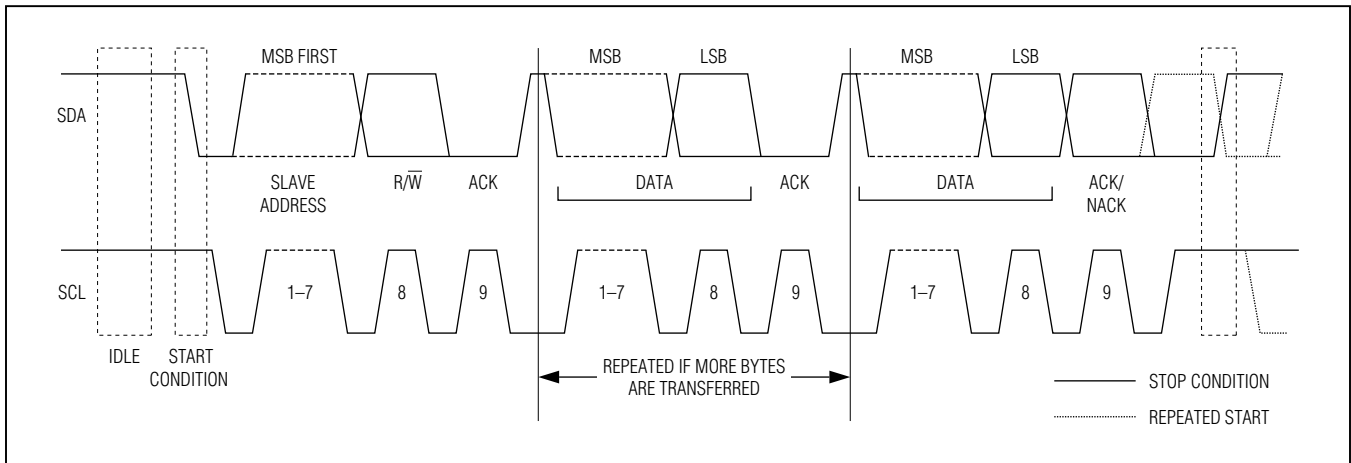 MSB FIRST
MSB
LSB
MSB
LSB
SDA
SLAVE
ADDRESS
R/W̅
ACK
DATA
ACK
DATA
ACK/
NACK
SCL
1–7
8
9
1–7
8
9
1–7
8
9
IDLE
START
CONDITION
REPEATED IF MORE BYTES
ARE TRANSFERRED
STOP CONDITION
REPEATED START